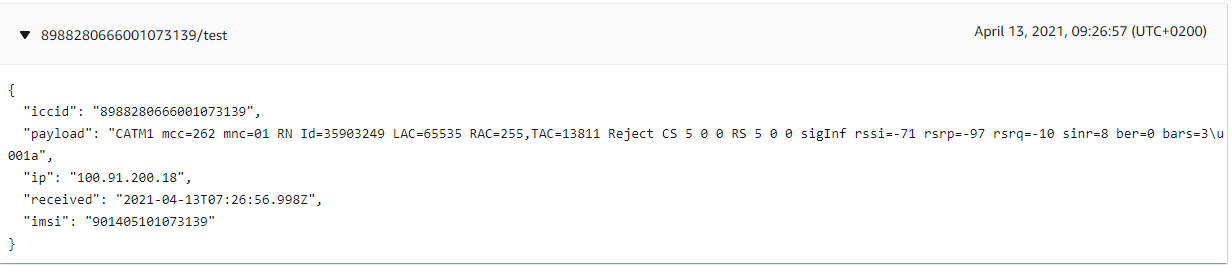 ▼ 8988280666001073139/test
April 13, 2021, 09:26:57 (UTC+0200)
{
  "iccid": "8988280666001073139",
  "payload": "CATM1 mcc=262 mnc=01 RN Id=35903249 LAC=65535 RAC=255,TAC=13811 Reject CS 5 0 0 RS 5 0 0 sigInf rssi=-71 rsrp=-97 rsrq=-10 sinr=8 ber=0 bars=3\u
001a",
  "ip": "100.91.200.18",
  "received": "2021-04-13T07:26:56.998Z",
  "imsi": "901405101073139"
}